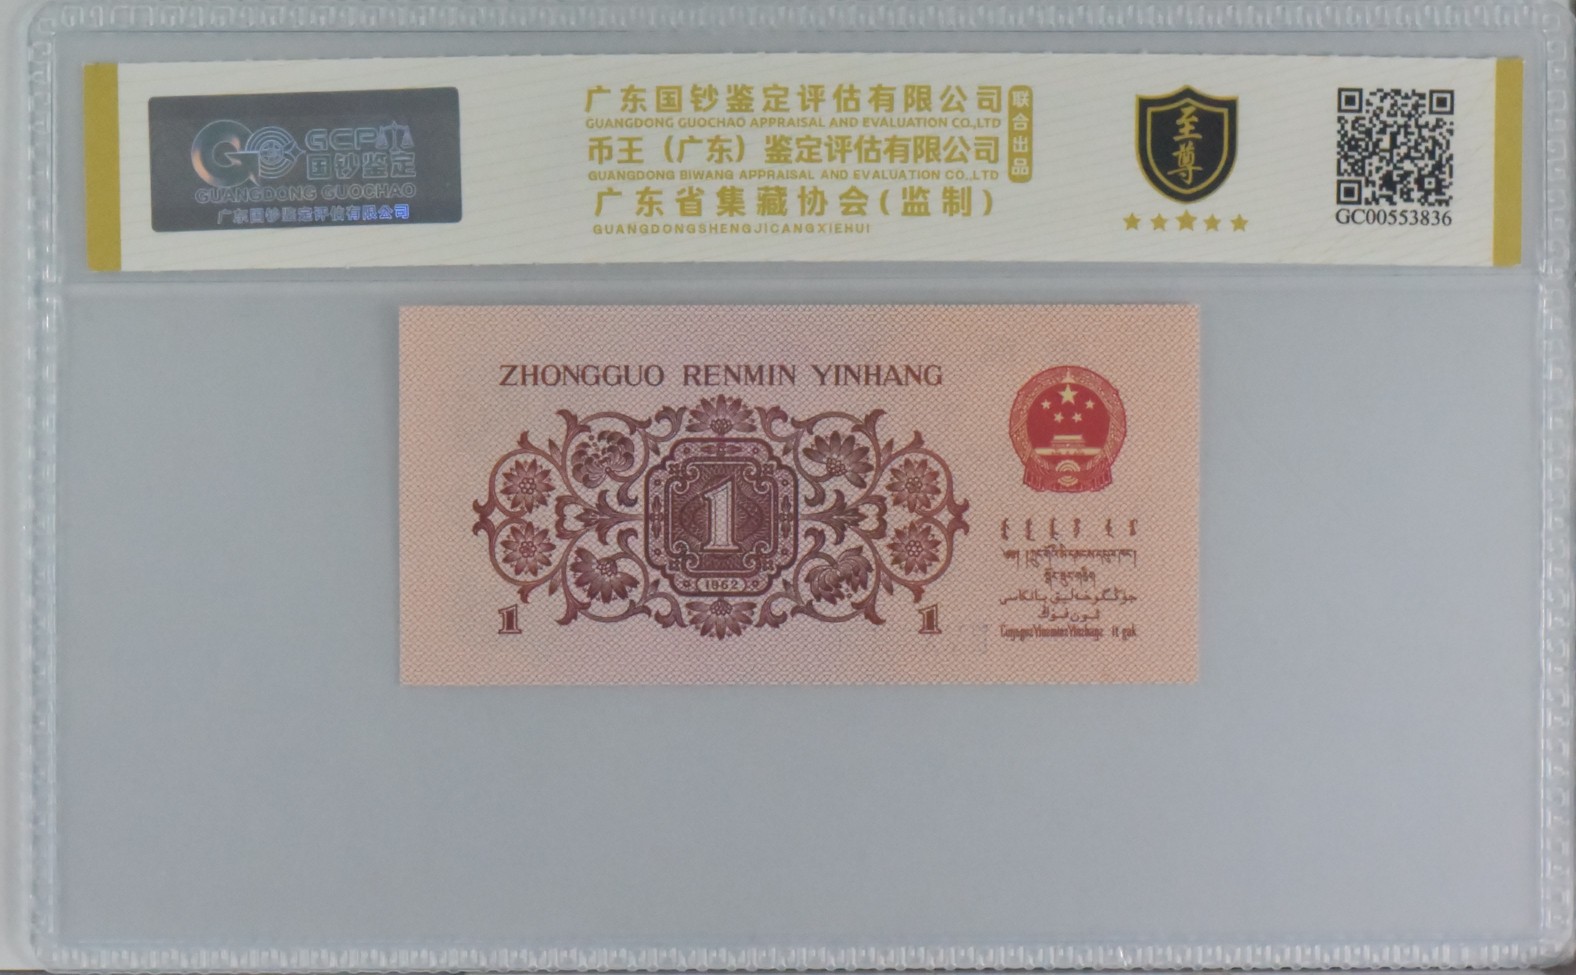 GCP
国钞鉴定
GUANGDONG GUOCHAO
广东国钞鉴定评估有限公司
广东国钞鉴定评估有限公司
GUANGDONG GUOCHAO APPRAISAL AND EVALUATION CO.,LTD
币王（广东）鉴定评估有限公司
GUANGDONG BIWANG APPRAISAL AND EVALUATION CO.,LTD
联合出品
广东省集藏协会(监制)
GUANGDONGSHENGJICANGXIEHUI
至尊
GC00553836
ZHONGGUO RENMIN YINHANG
1
1962
1
1